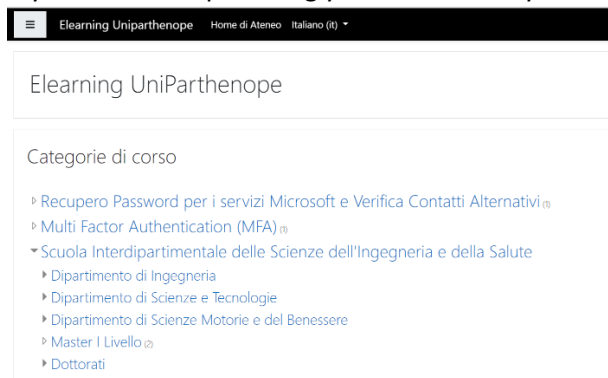 Elearning Uniparthenope Home di Ateneo Italiano (it)
Elearning UniParthenope
Categorie di corso
Recupero Password per i servizi Microsoft e Verifica Contatti Alternativi (1)
Multi Factor Authentication (MFA) (1)
Scuola Interdipartimentale delle Scienze dell'Ingegneria e della Salute
Dipartimento di Ingegneria
Dipartimento di Scienze e Tecnologie
Dipartimento di Scienze Motorie e del Benessere
Master I Livello (2)
Dottorati